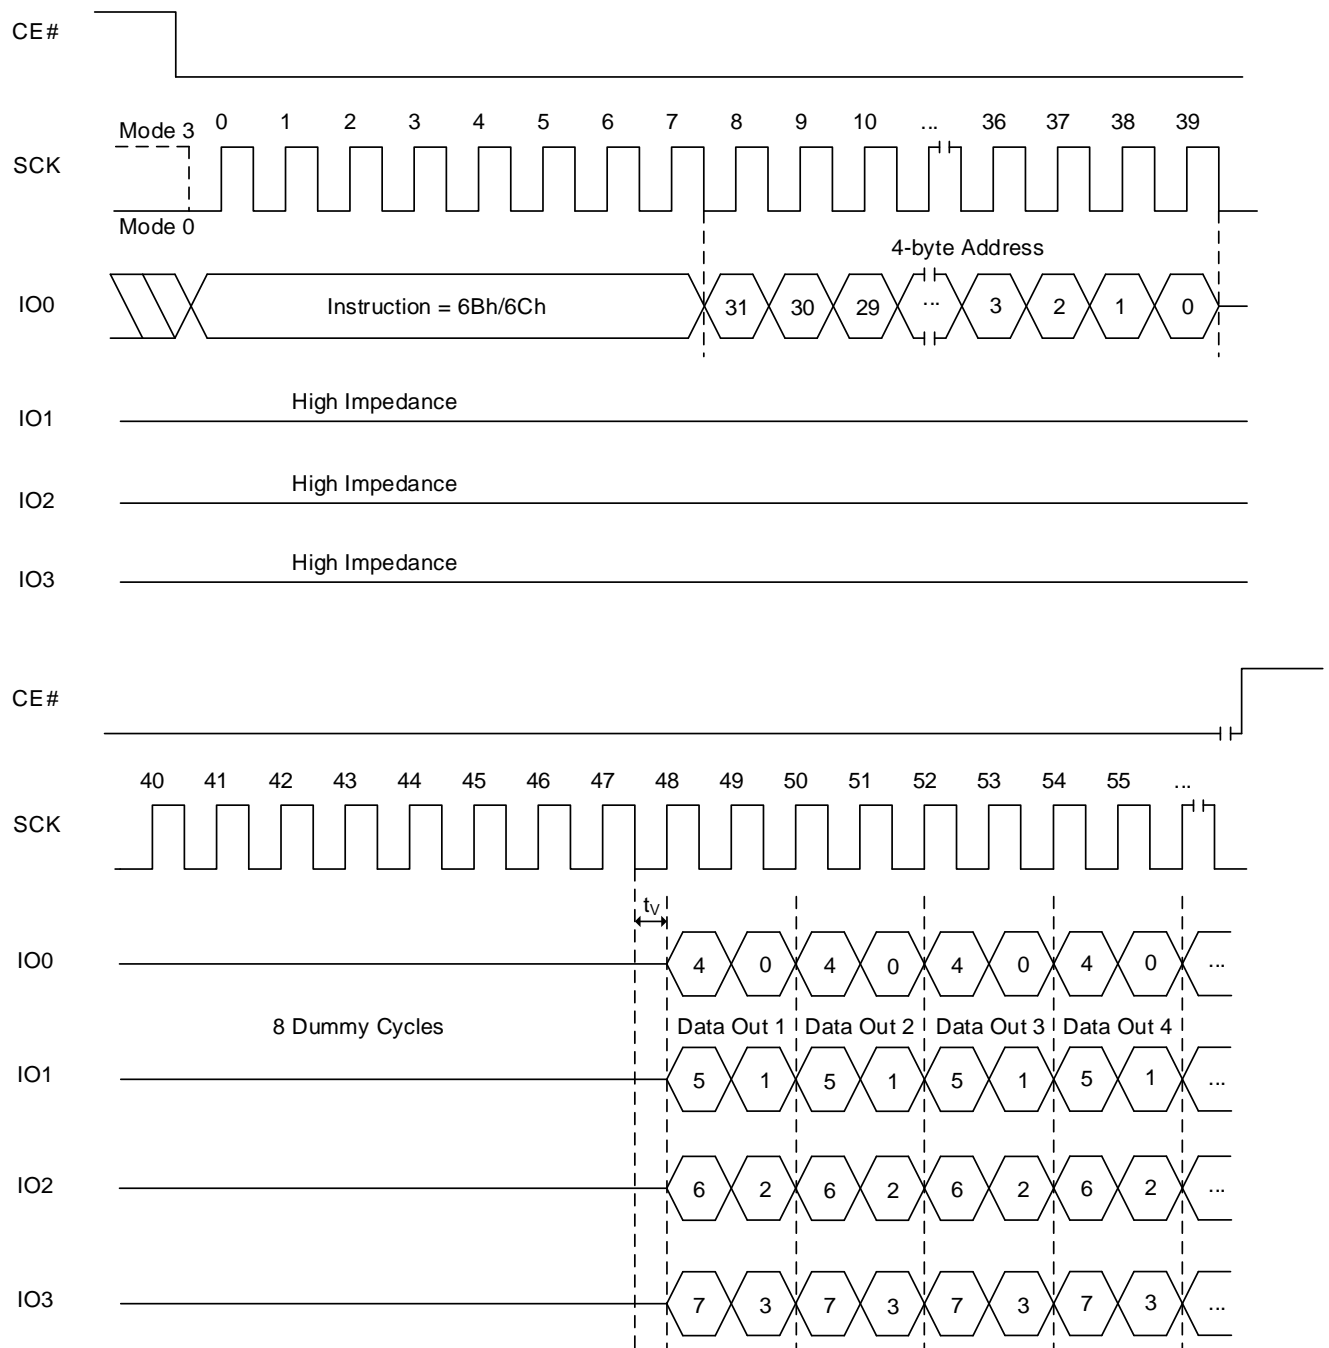 CE#
Mode 3 0 1 2 3 4 5 6 7 8 9 10 ... 36 37 38 39
SCK
Mode 0
4-byte Address
IO0 Instruction = 6Bh/6Ch 31 30 29 ... 3 2 1 0
High Impedance
IO1
High Impedance
IO2
High Impedance
IO3
CE#
40 41 42 43 44 45 46 47 48 49 50 51 52 53 54 55 ...
SCK
tV
IO0 4 0 4 0 4 0 4 0 ...
8 Dummy Cycles Data Out 1 Data Out 2 Data Out 3 Data Out 4
IO1 5 1 5 1 5 1 5 1 ...
IO2 6 2 6 2 6 2 6 2 ...
IO3 7 3 7 3 7 3 7 3 ...